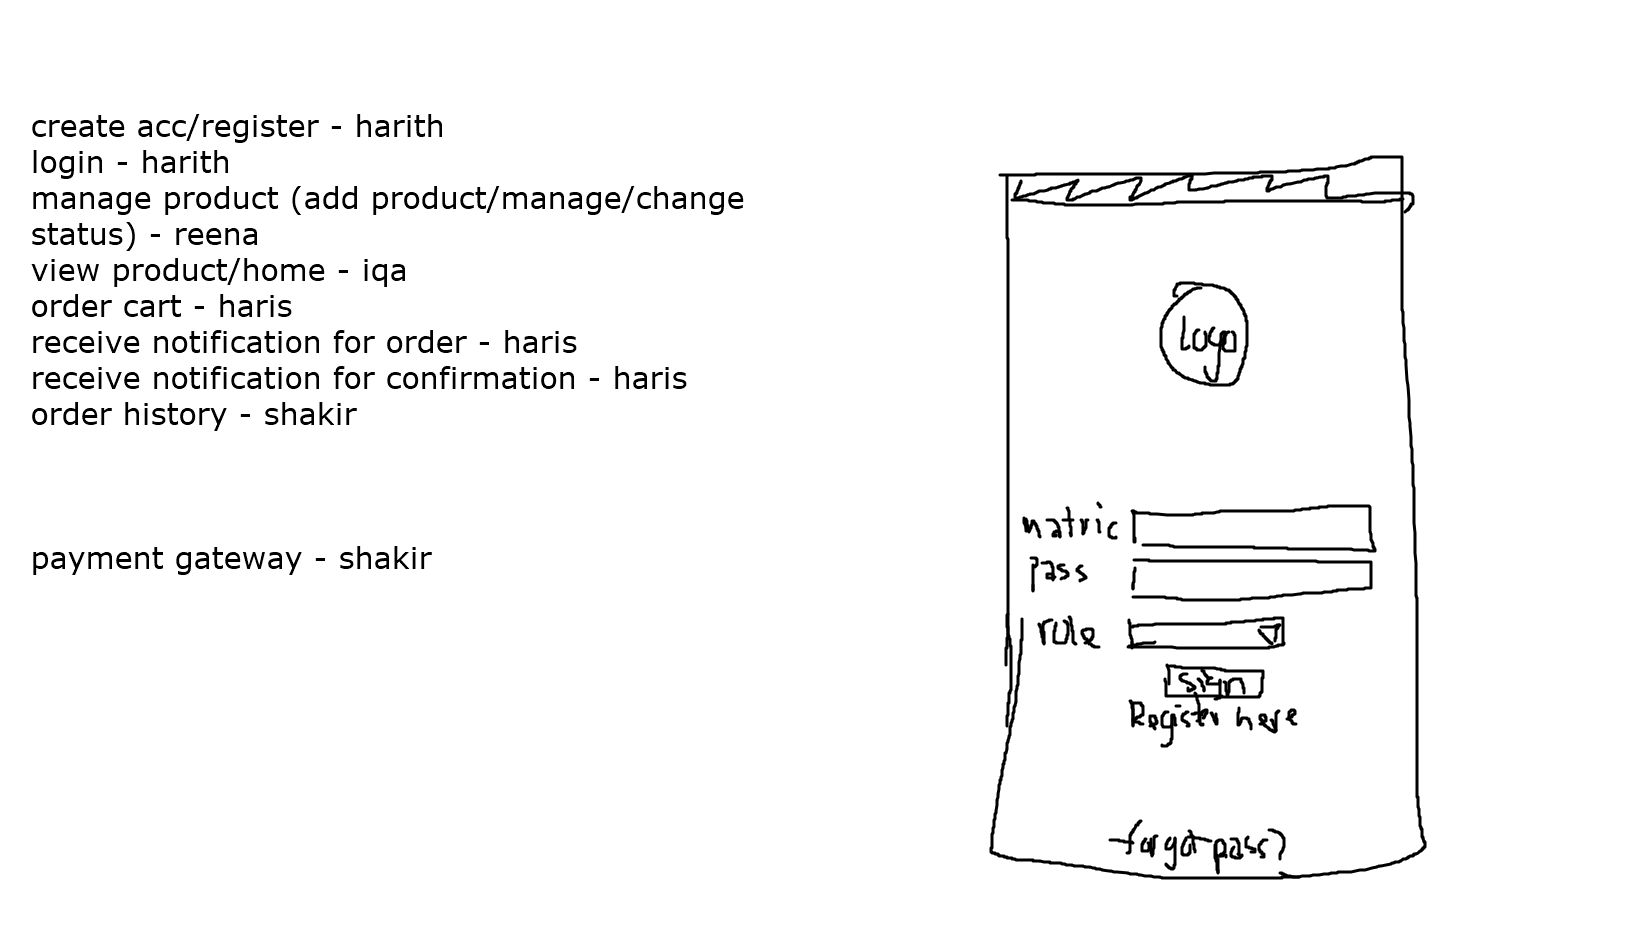 create acc/register - harith
login - harith
manage product (add product/manage/change
status) - reena
view product/home - iqa
order cart - haris
receive notification for order - haris
receive notification for confirmation - haris
order history - shakir
payment gateway - shakir
Logo
matric
pass
role
sign
Register here
forgot pass?